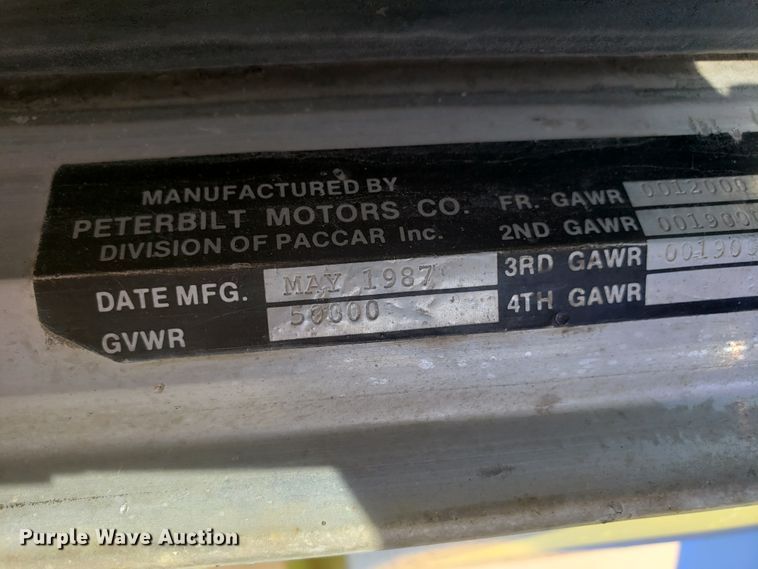 MANUFACTURED BY
PETERBILT MOTORS CO.
DIVISION OF PACCAR Inc.
DATE MFG. MAY 1987
GVWR 50000
FR. GAWR 0012000
2ND GAWR
3RD GAWR
4TH GAWR
Purple Wave Auction